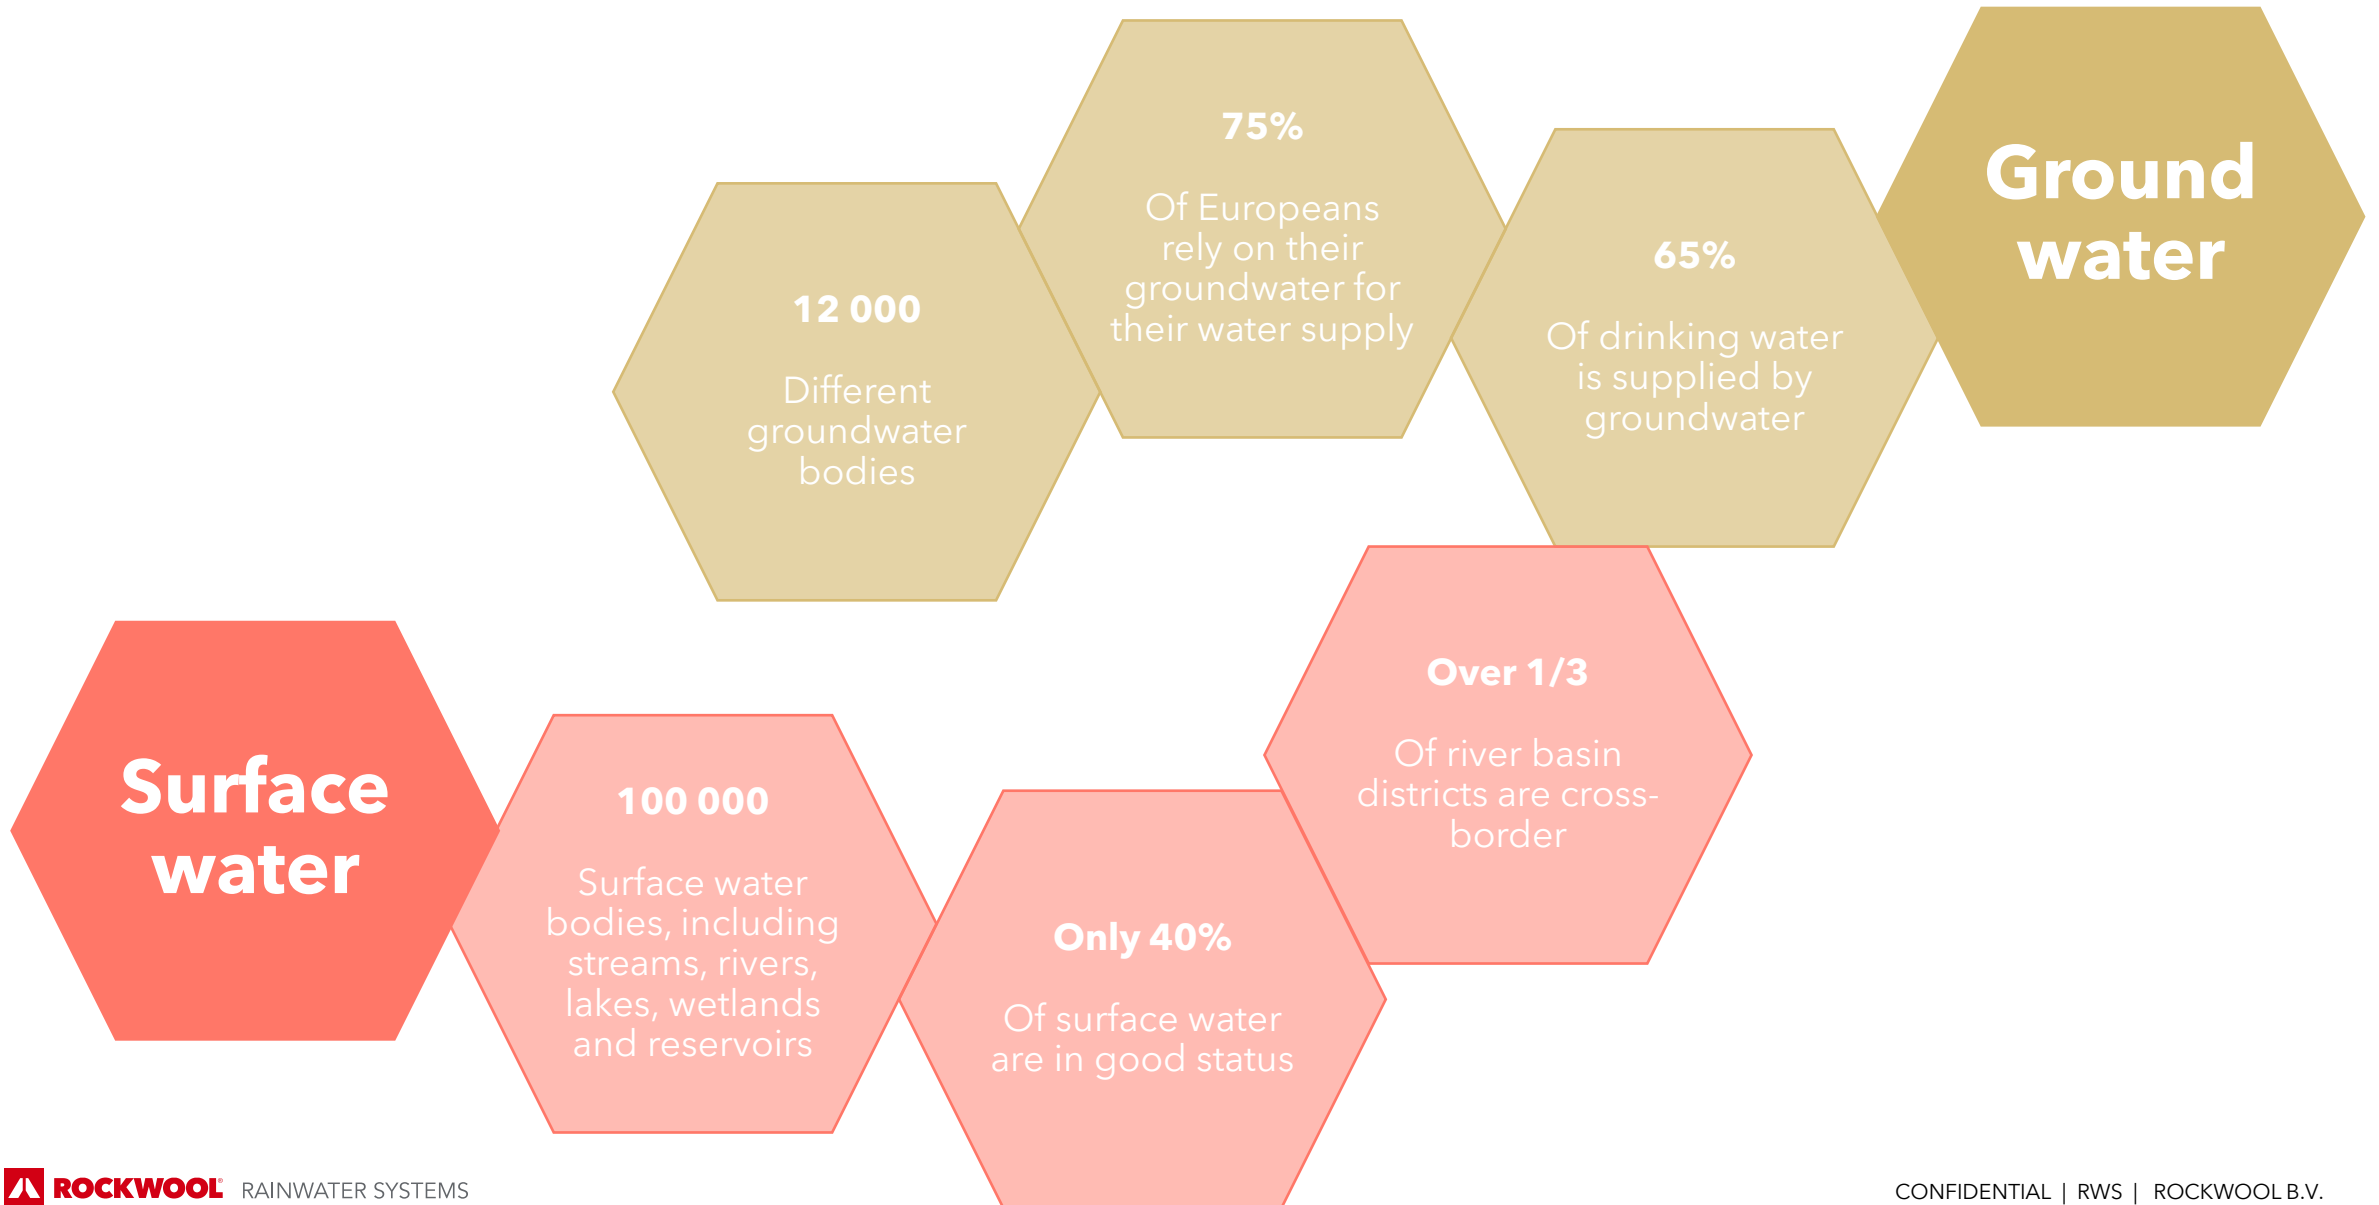 Ground
water
65%
Of drinking water
is supplied by
groundwater
75%
Of Europeans
rely on their
groundwater for
their water supply
12 000
Different
groundwater
bodies
Surface
water
100 000
Surface water
bodies, including
streams, rivers,
lakes, wetlands
and reservoirs
Only 40%
Of surface water
are in good status
Over 1/3
Of river basin
districts are cross-
border
ROCKWOOL® RAINWATER SYSTEMS
CONFIDENTIAL | RWS | ROCKWOOL B.V.